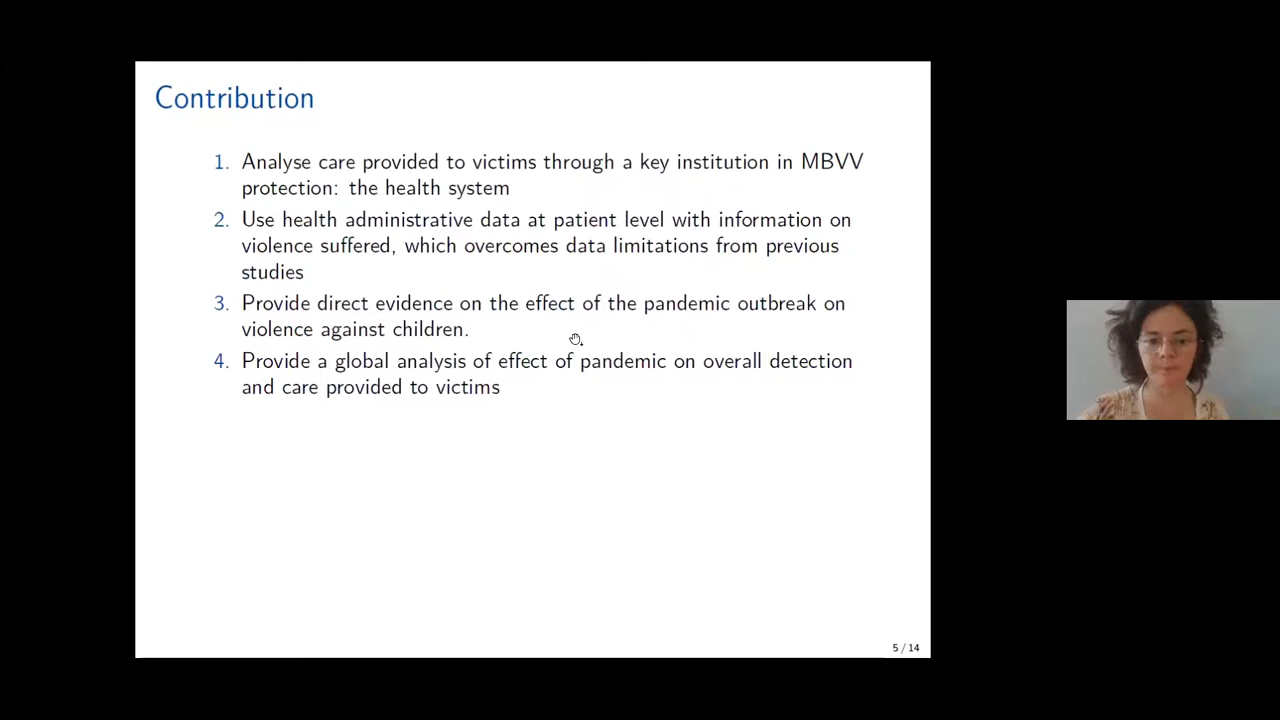 Contribution
1. Analyse care provided to victims through a key institution in MBVV
protection: the health system
2. Use health administrative data at patient level with information on
violence suffered, which overcomes data limitations from previous
studies
3. Provide direct evidence on the effect of the pandemic outbreak on
violence against children.
4. Provide a global analysis of effect of pandemic on overall detection
and care provided to victims
5 / 14